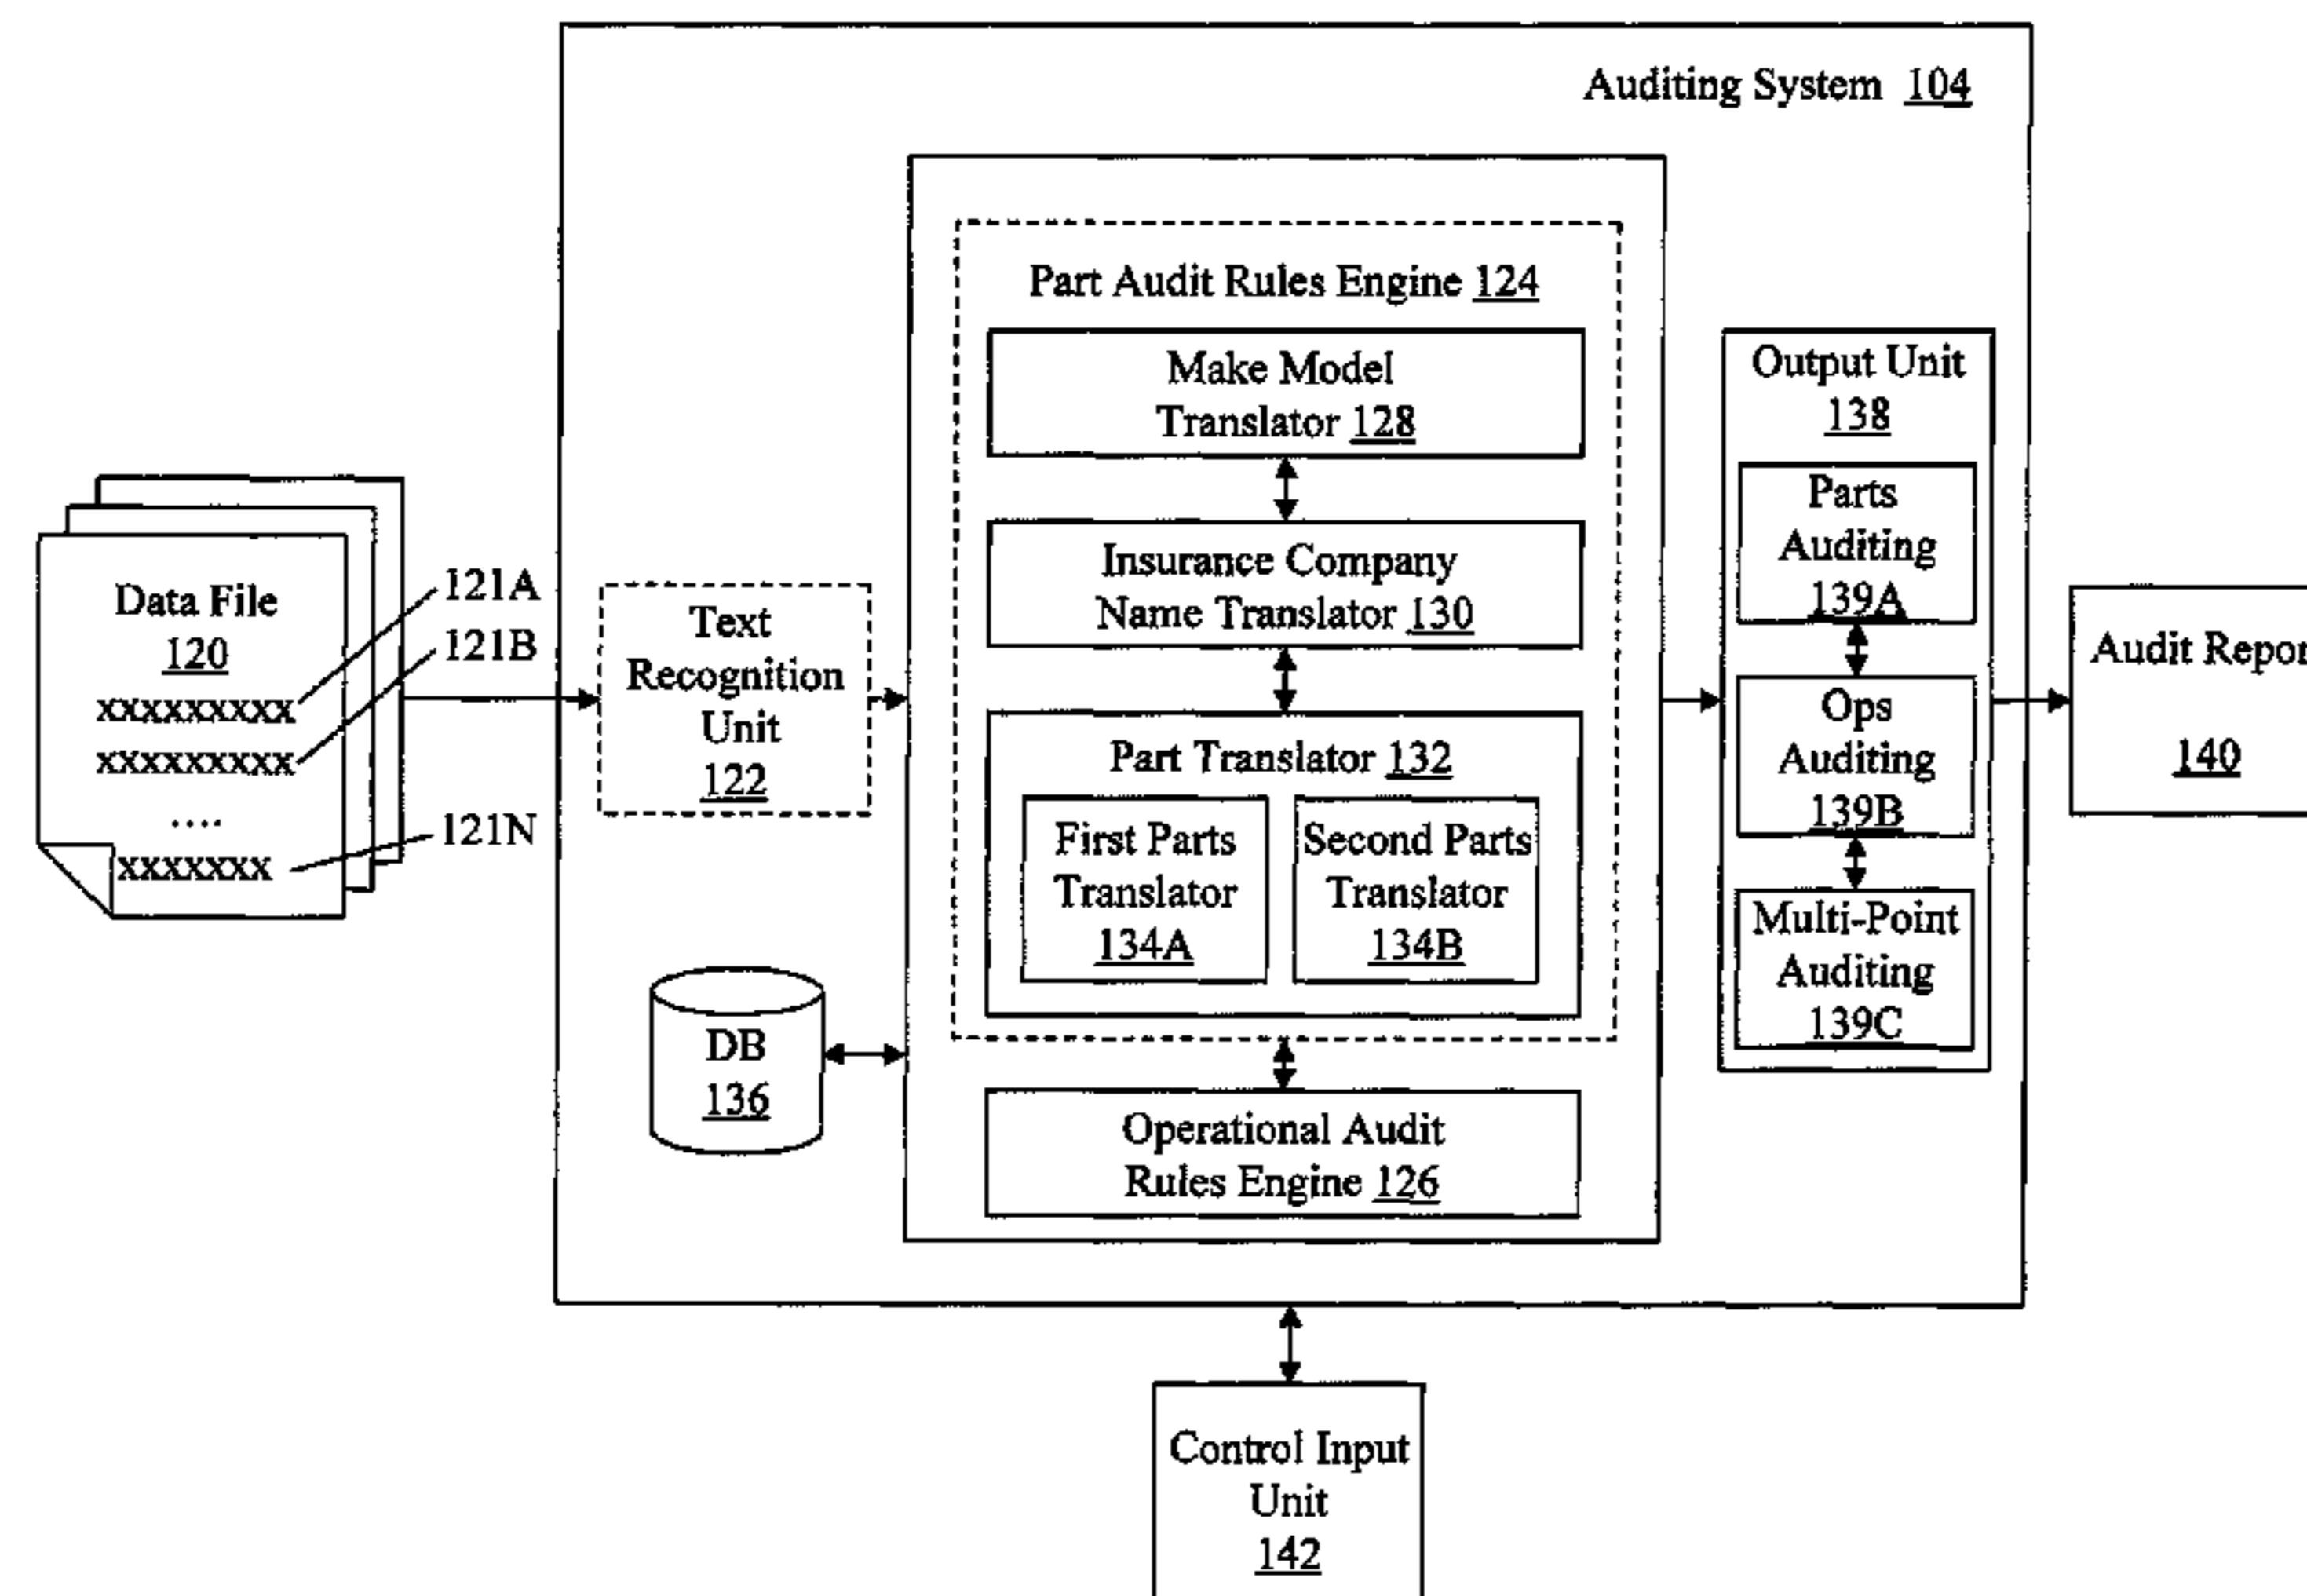 Auditing System 104
Part Audit Rules Engine 124
Make Model
Translator 128
Insurance Company
Name Translator 130
Part Translator 132
First Parts
Translator
134A
Second Parts
Translator
134B
Operational Audit
Rules Engine 126
Output Unit
138
Parts
Auditing
139A
Ops
Auditing
139B
Multi-Point
Auditing
139C
Data File
120
xxxxxxxxx
xxxxxxxxx
....
xxxxxxx
121A
121B
121N
Text
Recognition
Unit
122
DB
136
Audit Repor
140
Control Input
Unit
142